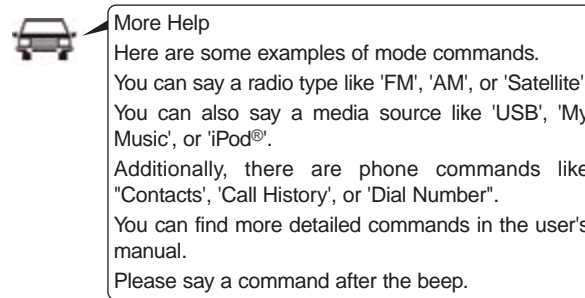 More Help
Here are some examples of mode commands.
You can say a radio type like 'FM', 'AM', or 'Satellite'
You can also say a media source like 'USB', 'My
Music', or 'iPod®'.
Additionally, there are phone commands like
"Contacts', 'Call History', or 'Dial Number".
You can find more detailed commands in the user's
manual.
Please say a command after the beep.